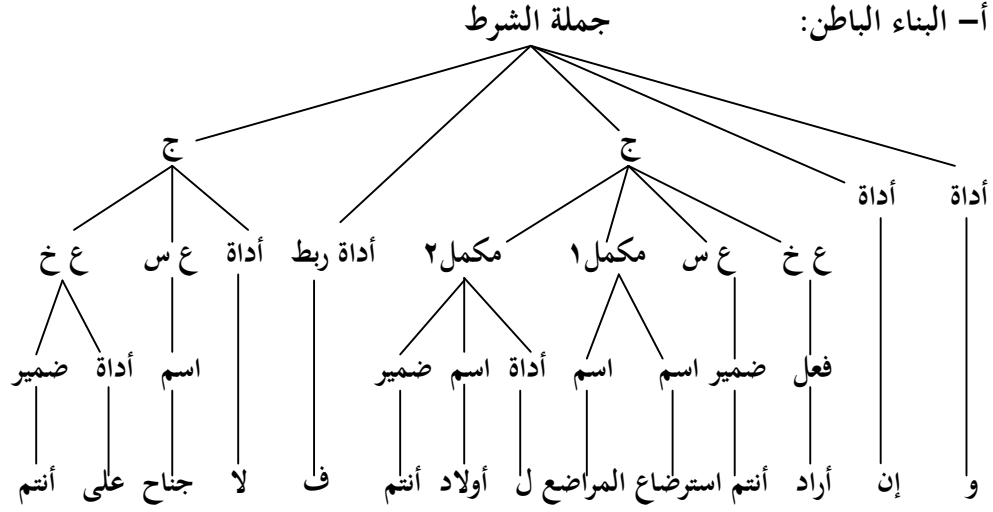 أ– البناء الباطن:
جملة الشرط
ج ج
أداة أداة
ع خ ع س مكمل١ مكمل٢ أداة ربط أداة ع س ع خ
فعل ضمير اسم اسم أداة اسم ضمير اسم أداة ضمير
و إن أراد أنتم استرضاع المراضع ل أولاد أنتم ف لا جناح على أنتم